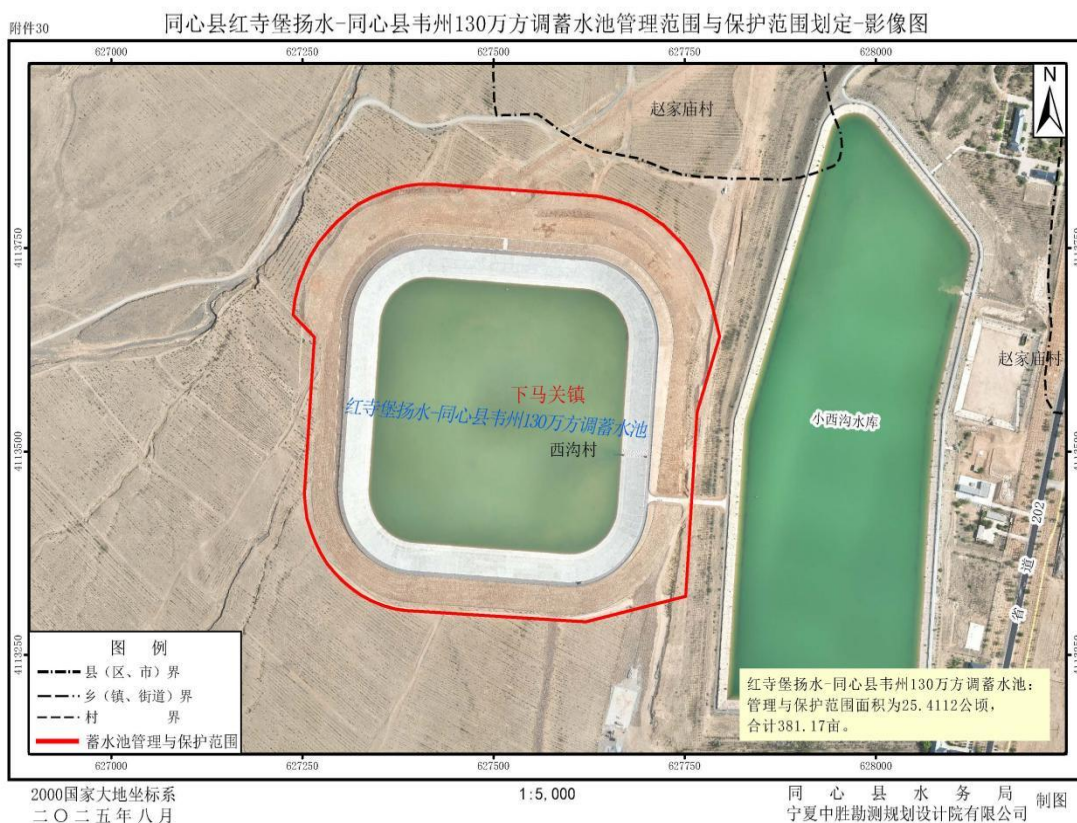 附件30
同心县红寺堡扬水-同心县韦州130万方调蓄水池管理范围与保护范围划定-影像图
627000 627250 627500 627750 628000
N
赵家庙村
4113750 4113750
赵家庙村
下马关镇
红寺堡扬水-同心县韦州130万方调蓄水池
小西沟水库
西沟村
4113500 4113500
省道 202
4113250 4113250
图 例
县（区、市）界
乡（镇、街道）界
村 界
蓄水池管理与保护范围
红寺堡扬水-同心县韦州130万方调蓄水池：
管理与保护范围面积为25.4112公顷，
合计381.17亩。
627000 627250 627500 627750 628000
2000国家大地坐标系
二〇二五年八月
1:5,000
同心县水务局
宁夏中胜勘测规划设计院有限公司
制图